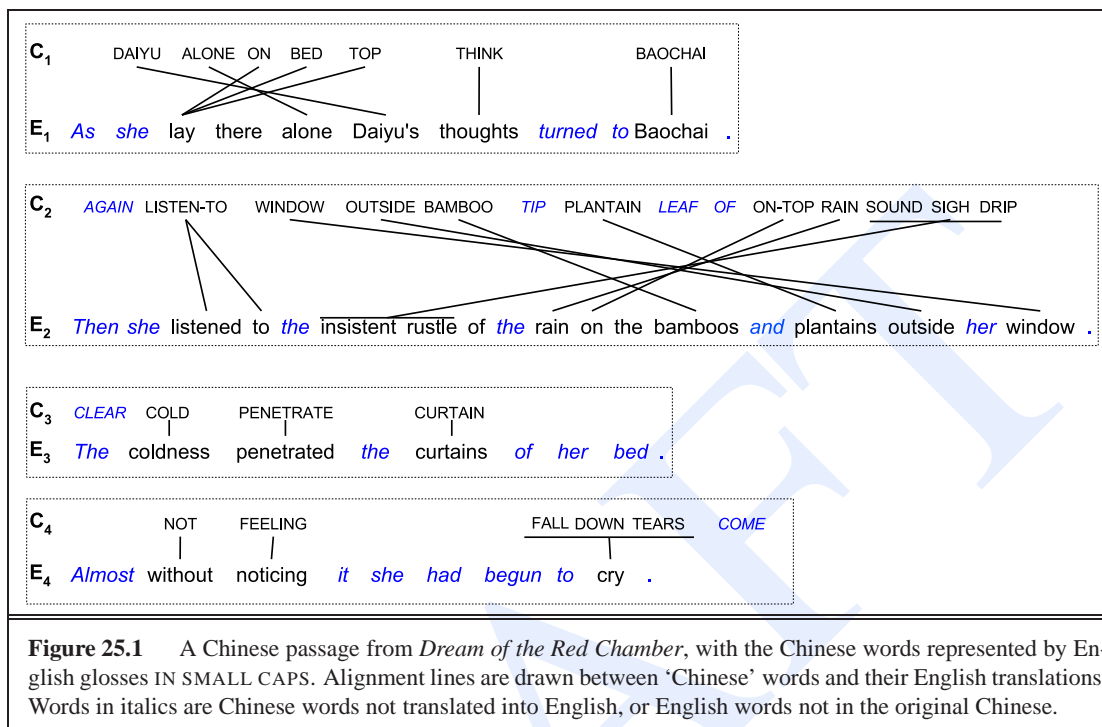 C1 DAIYU ALONE ON BED TOP THINK BAOCHAI
E1 As she lay there alone Daiyu's thoughts turned to Baochai .
C2 AGAIN LISTEN-TO WINDOW OUTSIDE BAMBOO TIP PLANTAIN LEAF OF ON-TOP RAIN SOUND SIGH DRIP
E2 Then she listened to the insistent rustle of the rain on the bamboos and plantains outside her window .
C3 CLEAR COLD PENETRATE CURTAIN
E3 The coldness penetrated the curtains of her bed .
C4 NOT FEELING FALL DOWN TEARS COME
E4 Almost without noticing it she had begun to cry .
Figure 25.1 A Chinese passage from Dream of the Red Chamber, with the Chinese words represented by En-
glish glosses IN SMALL CAPS. Alignment lines are drawn between ‘Chinese’ words and their English translations
Words in italics are Chinese words not translated into English, or English words not in the original Chinese.